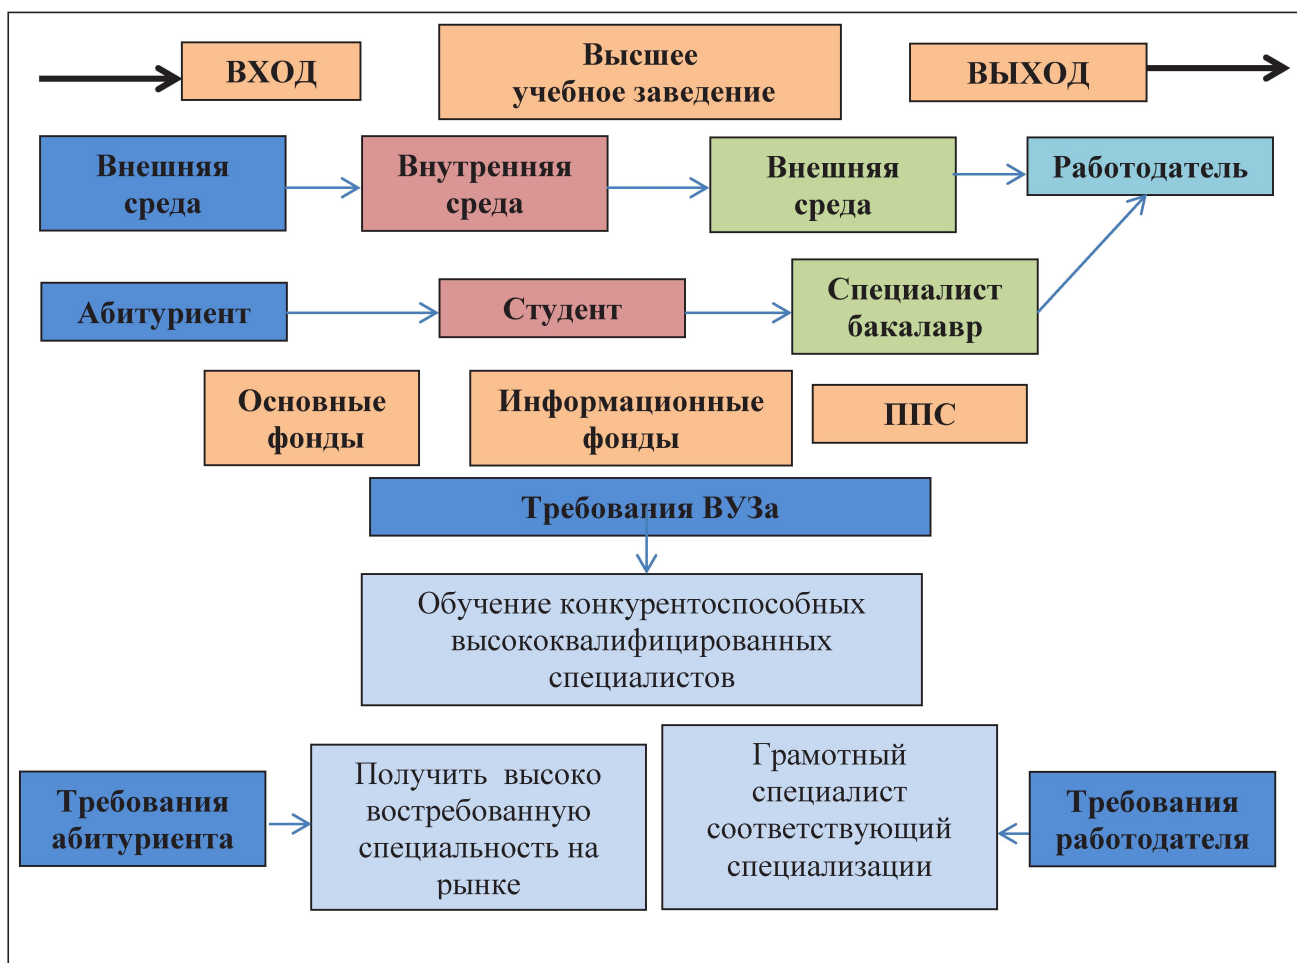 ВХОД
Высшее
учебное заведение
ВЫХОД
Внешняя
среда
Внутренняя
среда
Внешняя
среда
Работодатель
Абитуриент
Студент
Специалист
бакалавр
Основные
фонды
Информационные
фонды
ППС
Требования ВУЗа
Обучение конкурентоспособных
высококвалифицированных
специалистов
Требования
абитуриента
Получить высоко
востребованную
специальность на
рынке
Грамотный
специалист
соответствующий
специализации
Требования
работодателя